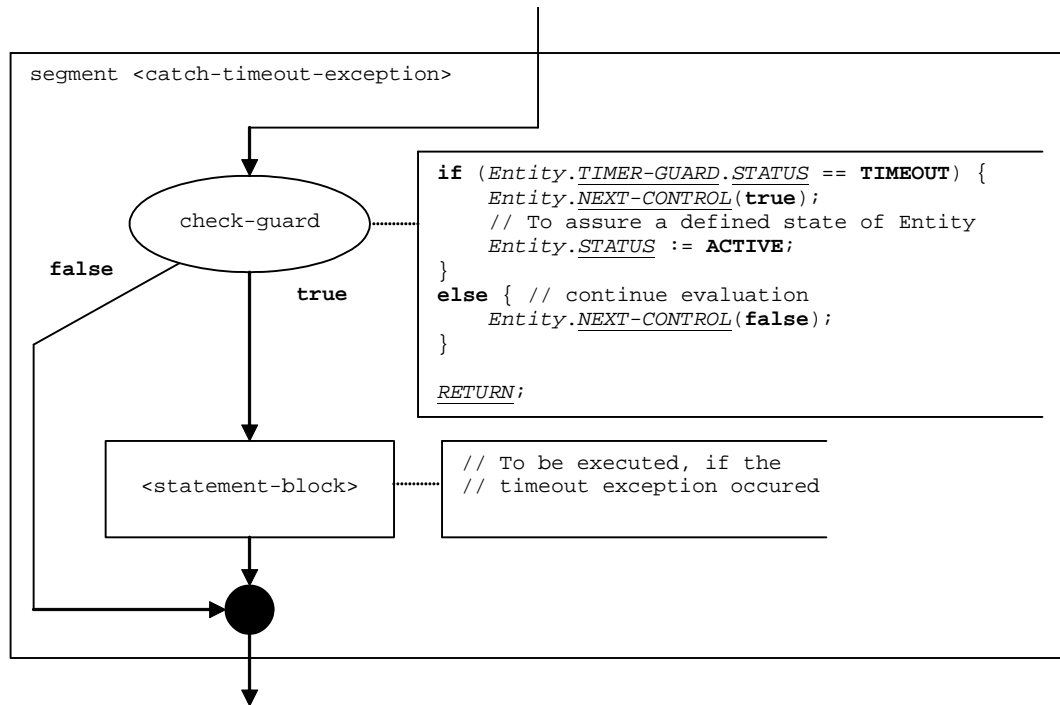 segment <catch-timeout-exception>
check-guard
false
true
if (Entity.TIMER-GUARD.STATUS == TIMEOUT) {
Entity.NEXT-CONTROL(true);
// To assure a defined state of Entity
Entity.STATUS := ACTIVE;
}
else { // continue evaluation
Entity.NEXT-CONTROL(false);
}
RETURN;
<statement-block>
// To be executed, if the
// timeout exception occured